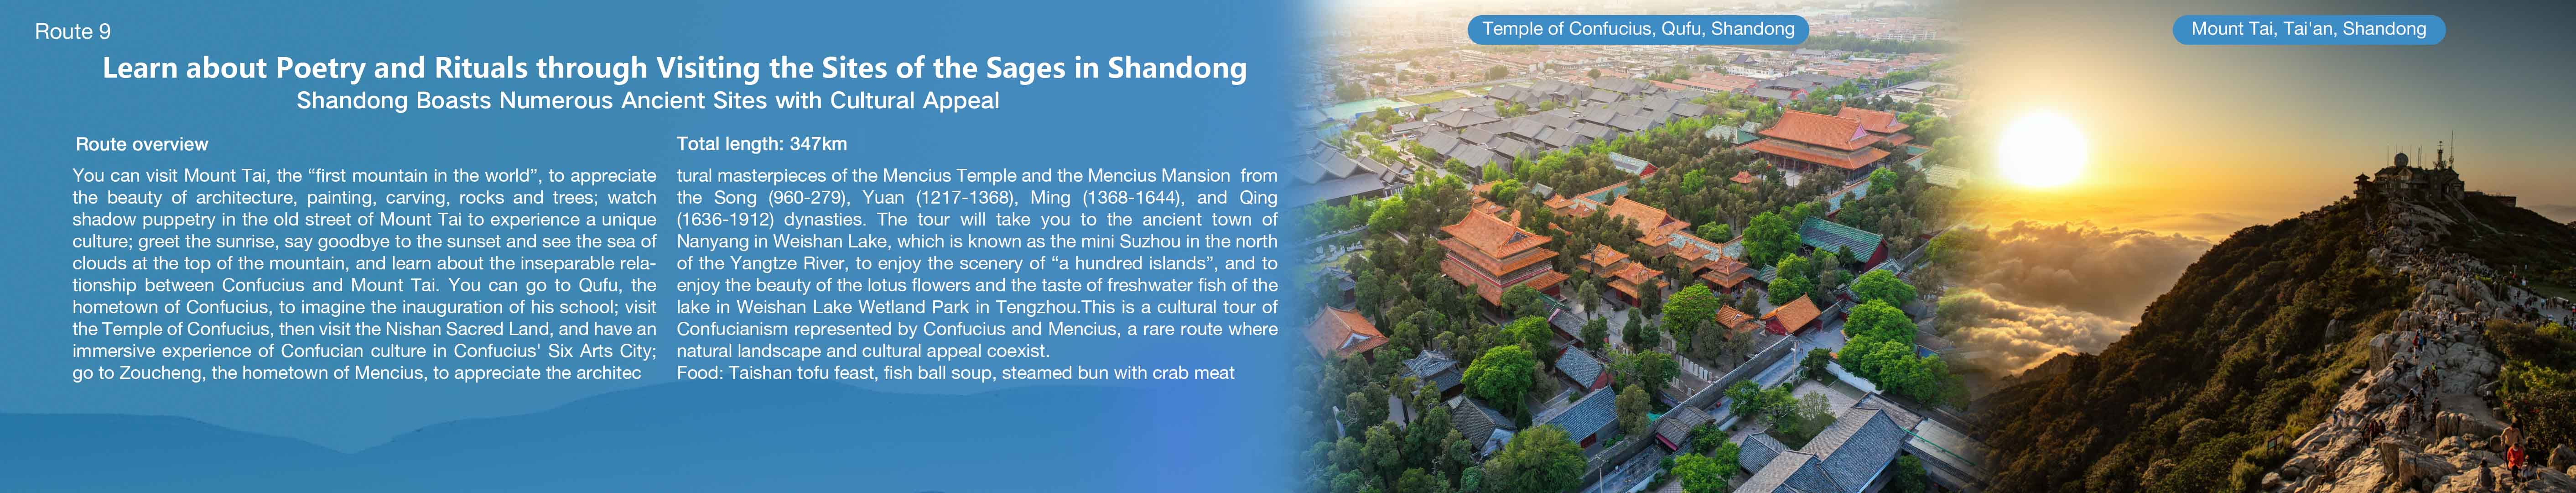 Route 9
Learn about Poetry and Rituals through Visiting the Sites of the Sages in Shandong
Shandong Boasts Numerous Ancient Sites with Cultural Appeal
Route overview
You can visit Mount Tai, the “first mountain in the world”, to appreciate
the beauty of architecture, painting, carving, rocks and trees; watch
shadow puppetry in the old street of Mount Tai to experience a unique
culture; greet the sunrise, say goodbye to the sunset and see the sea of
clouds at the top of the mountain, and learn about the inseparable rela-
tionship between Confucius and Mount Tai. You can go to Qufu, the
hometown of Confucius, to imagine the inauguration of his school; visit
the Temple of Confucius, then visit the Nishan Sacred Land, and have an
immersive experience of Confucian culture in Confucius' Six Arts City;
go to Zoucheng, the hometown of Mencius, to appreciate the architec
Total length: 347km
tural masterpieces of the Mencius Temple and the Mencius Mansion from
the Song (960-279), Yuan (1217-1368), Ming (1368-1644), and Qing
(1636-1912) dynasties. The tour will take you to the ancient town of
Nanyang in Weishan Lake, which is known as the mini Suzhou in the north
of the Yangtze River, to enjoy the scenery of “a hundred islands”, and to
enjoy the beauty of the lotus flowers and the taste of freshwater fish of the
lake in Weishan Lake Wetland Park in Tengzhou.This is a cultural tour of
Confucianism represented by Confucius and Mencius, a rare route where
natural landscape and cultural appeal coexist.
Food: Taishan tofu feast, fish ball soup, steamed bun with crab meat
Temple of Confucius, Qufu, Shandong
Mount Tai, Tai'an, Shandong